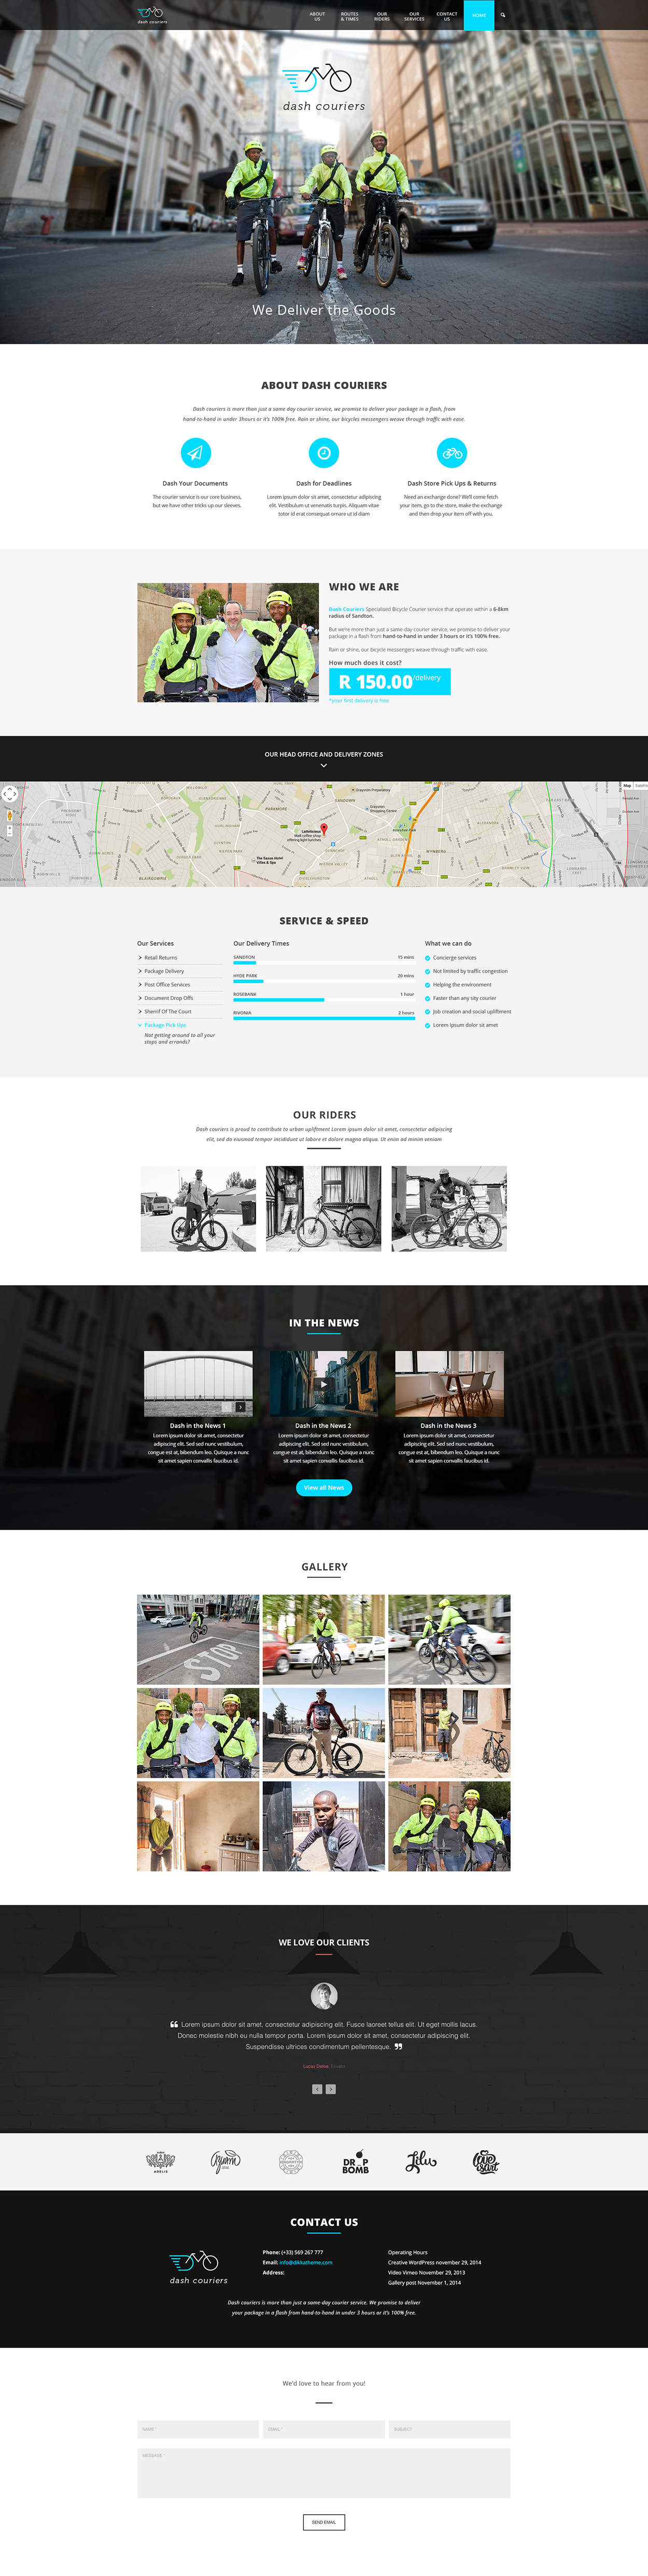 dash couriers
ABOUT US
ROUTES & TIMES
OUR RIDERS
OUR SERVICES
CONTACT US
HOME
dash couriers
We Deliver the Goods
ABOUT DASH COURIERS
Dash couriers is more than just a same day courier service, we promise to deliver your package in a flash, from
hand-to-hand in under 3hours or it's 100% free. Rain or shine, our bicycles messengers weave through traffic with ease.
Dash Your Documents
The courier service is our core business,
but we have other tricks up our sleeves.
Dash for Deadlines
Lorem ipsum dolor sit amet, consectetur adipiscing
elit. Vestibulum ut venenatis turpis. Aliquam vitae
totor id erat consequat ornare ut id diam
Dash Store Pick Ups & Returns
Need an exchange done? We'll come fetch
your item, go to the store, make the exchange
and then drop your item off with you.
WHO WE ARE
Dash Couriers Specialised Bicycle Courier service that operate within a 6-8km
radius of Sandton.
But we're more than just a same-day courier xervice, we promise to deliver your
package in a flash from hand-to-hand in under 3 hours or it's 100% free.
Rain or shine, our bicycle messengers weave through traffic with ease.
How much does it cost?
R 150.00/delivery
*your first delivery is free
OUR HEAD OFFICE AND DELIVERY ZONES
Map
SANDOWN
PARKMORE
WYNBERG
BLAIRGOWRIE
SERVICE & SPEED
Our Services
Retail Returns
Package Delivery
Post Office Services
Document Drop Offs
Sherrif Of The Court
Package Pick Ups
Not getting around to all your
stops and errands?
Our Delivery Times
SANDTON 15 mins
HYDE PARK 20 mins
ROSEBANK 1 hour
RIVONIA 2 hours
What we can do
Concierge services
Not limited by traffic congestion
Helping the environment
Faster than any sity courier
Job creation and social upliftment
Lorem ipsum dolor sit amet
OUR RIDERS
Dash couriers is proud to contribute to urban upliftment Lorem ipsum dolor sit amet, consectetur adipiscing
elit, sed do eiusmod tempor incididunt ut labore et dolore magna aliqua. Ut enim ad minim veniam
IN THE NEWS
Dash in the News 1
Lorem ipsum dolor sit amet, consectetur
adipiscing elit. Sed sed nunc vestibulum,
congue est at, bibendum leo. Quisque a nunc
sit amet sapien convallis faucibus id.
Dash in the News 2
Lorem ipsum dolor sit amet, consectetur
adipiscing elit. Sed sed nunc vestibulum,
congue est at, bibendum leo. Quisque a nunc
sit amet sapien convallis faucibus id.
Dash in the News 3
Lorem ipsum dolor sit amet, consectetur
adipiscing elit. Sed sed nunc vestibulum,
congue est at, bibendum leo. Quisque a nunc
sit amet sapien convallis faucibus id.
View all News
GALLERY
STOP
WE LOVE OUR CLIENTS
Lorem ipsum dolor sit amet, consectetur adipiscing elit. Fusce laoreet tellus elit. Ut eget mollis lacus.
Donec molestie nibh eu nulla tempor porta. Lorem ipsum dolor sit amet, consectetur adipiscing elit.
Suspendisse ultrices condimentum pellentesque.
DROP
BOMB
Lilu
CONTACT US
dash couriers
Phone: (+33) 569 267 777
Email: info@dikkatheme.com
Address:
Operating Hours
Creative WordPress november 29, 2014
Video Vimeo November 29, 2013
Gallery post November 1, 2014
Dash couriers is more than just a same-day courier service. We promise to deliver
your package in a flash from hand-to-hand in under 3 hours or it's 100% free.
We'd love to hear from you!
NAME *
EMAIL *
SUBJECT
MESSAGE *
SEND EMAIL